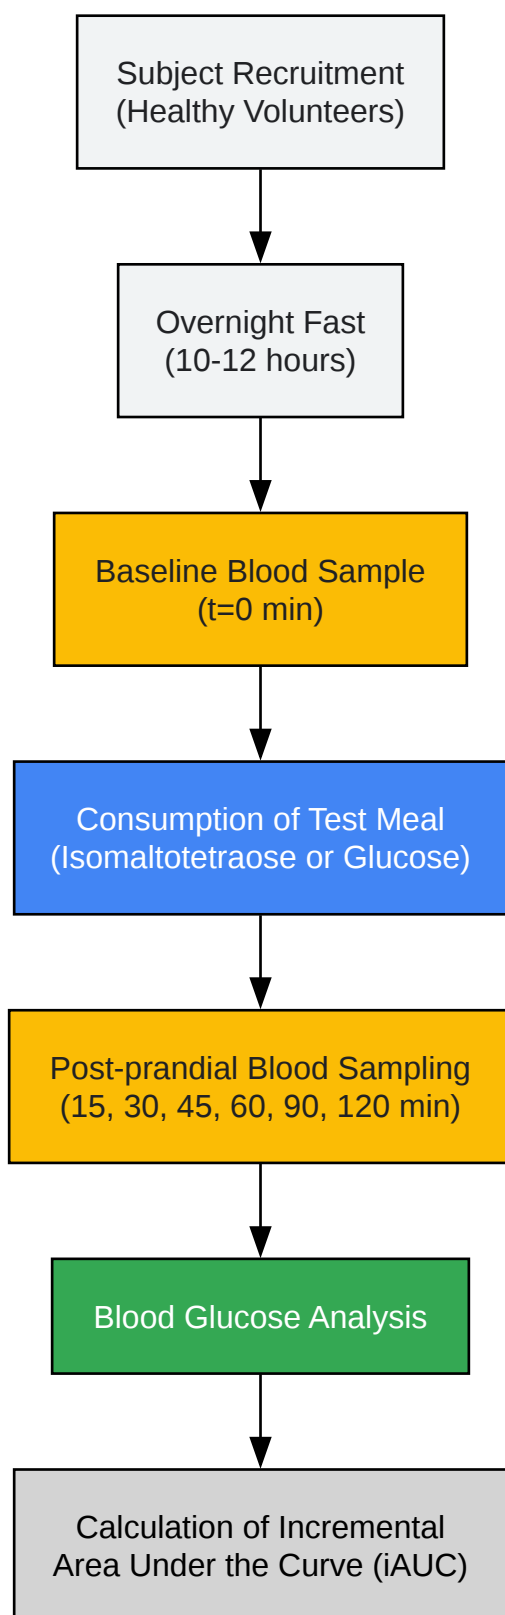 Subject Recruitment
(Healthy Volunteers)
Overnight Fast
(10-12 hours)
Baseline Blood Sample
(t=0 min)
Consumption of Test Meal
(Isomaltotetraose or Glucose)
Post-prandial Blood Sampling
(15, 30, 45, 60, 90, 120 min)
Blood Glucose Analysis
Calculation of Incremental
Area Under the Curve (iAUC)